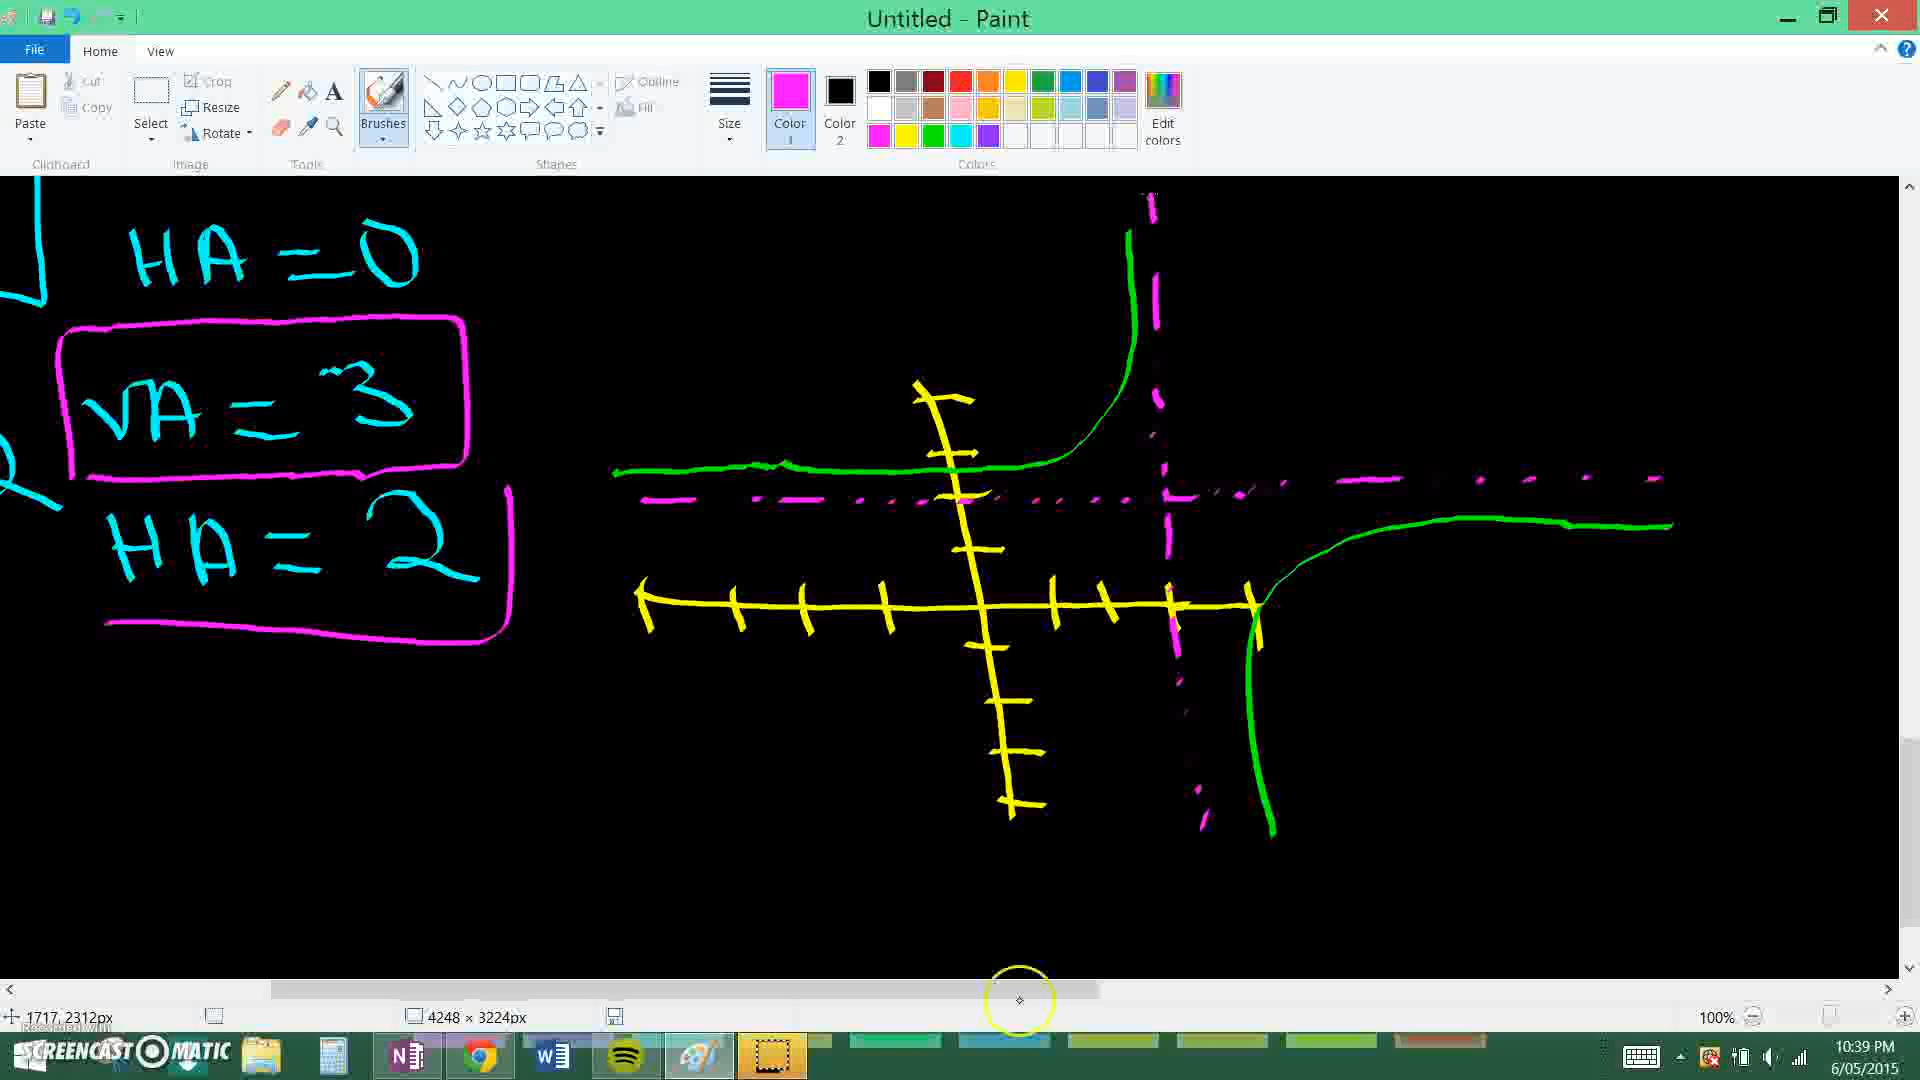 Untitled - Paint
File Home View
Paste
Cut
Copy
Select
Crop
Resize
Rotate
A
Brushes
Outline
Fill
Size
Color 1
Color 2
Edit colors
Clipboard Image Tools Shapes Colors
HA = 0
VA = 3
HA = 2
1717, 2312px
4248 × 3224px
100%
RECORDED WITH
SCREENCAST O MATIC
10:39 PM
6/05/2015